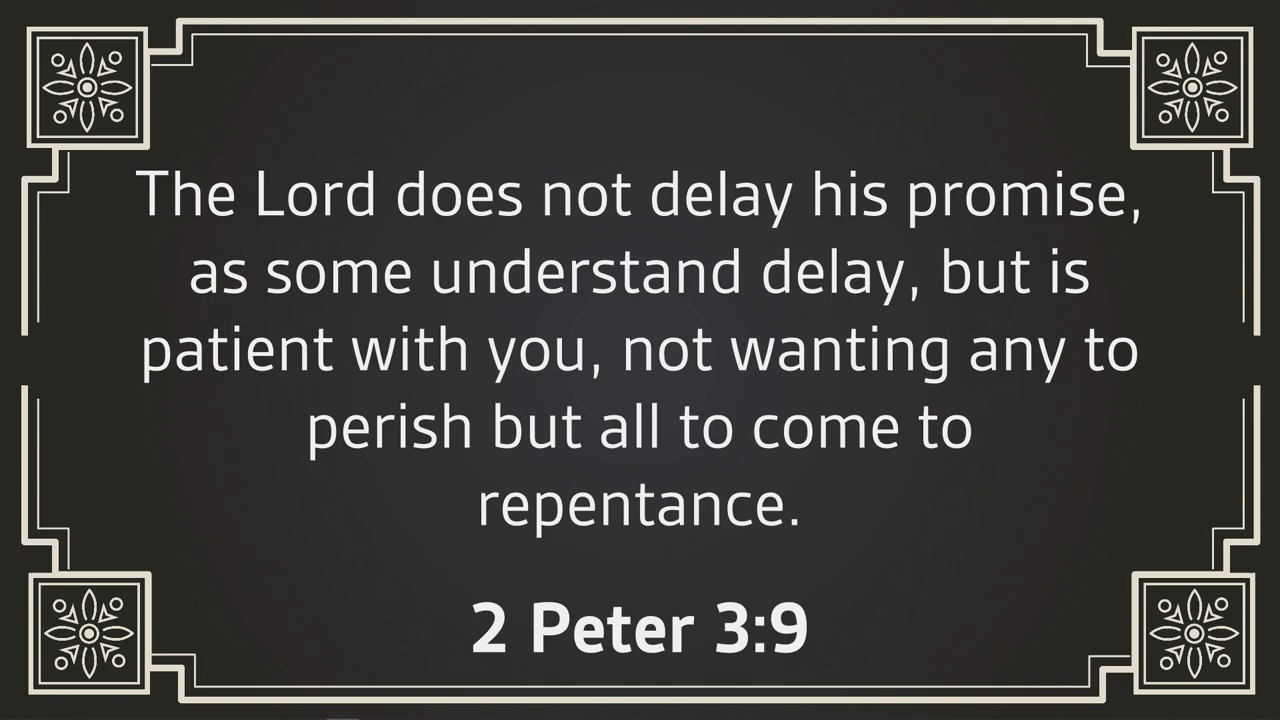 The Lord does not delay his promise,
as some understand delay, but is
patient with you, not wanting any to
perish but all to come to
repentance.
2 Peter 3:9